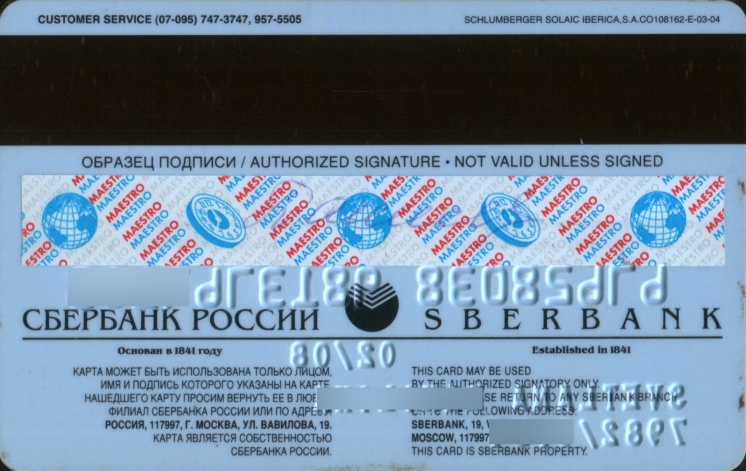 CUSTOMER SERVICE (07-095) 747-3747, 957-5505
SCHLUMBERGER SOLAIC IBERICA,S.A.CO108162-E-03-04
ОБРАЗЕЦ ПОДПИСИ / AUTHORIZED SIGNATURE • NOT VALID UNLESS SIGNED
MAESTRO
СБЕРБАНК РОССИИ
SBERBANK
Основан в 1841 году
Established in 1841
02/08
КАРТА МОЖЕТ БЫТЬ ИСПОЛЬЗОВАНА ТОЛЬКО ЛИЦОМ,
ИМЯ И ПОДПИСЬ КОТОРОГО УКАЗАНЫ НА КАРТЕ.
НАШЕДШЕГО КАРТУ ПРОСИМ ВЕРНУТЬ ЕЕ В
ФИЛИАЛ СБЕРБАНКА РОССИИ ИЛИ ПО
РОССИЯ, 117997, Г. МОСКВА, УЛ. ВАВИЛОВА, 19.
КАРТА ЯВЛЯЕТСЯ СОБСТВЕННОСТЬЮ
СБЕРБАНКА РОССИИ.
THIS CARD MAY BE USED
BY THE AUTHORIZED SIGNATORY ONLY.
RETURN TO ANY SBERBANK BRANCH
THE FOLLOWING ADDRESS:
SBERBANK, 19,
MOSCOW, 117997
THIS CARD IS SBERBANK PROPERTY.
SVETLANA
7982/